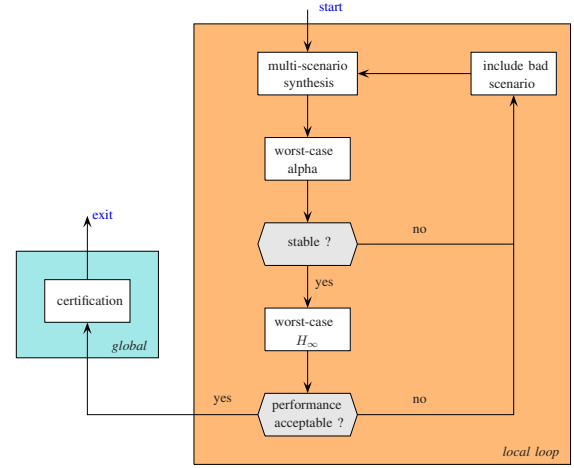 start
multi-scenario
synthesis
include bad
scenario
worst-case
alpha
stable ?
no
exit
yes
certification
worst-case
H∞
global
yes
performance
acceptable ?
no
local loop